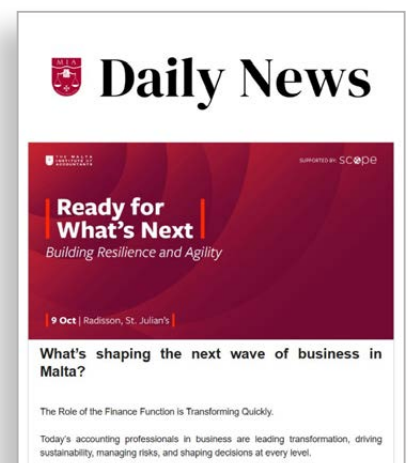 MIA
Daily News
THE MALTA
INSTITUTE OF
ACCOUNTANTS
SUPPORTED BY SCOPE
Ready for
What's Next
Building Resilience and Agility
9 Oct | Radisson, St. Julian's
What's shaping the next wave of business in
Malta?
The Role of the Finance Function is Transforming Quickly.
Today's accounting professionals in business are leading transformation, driving
sustainability, managing risks, and shaping decisions at every level.